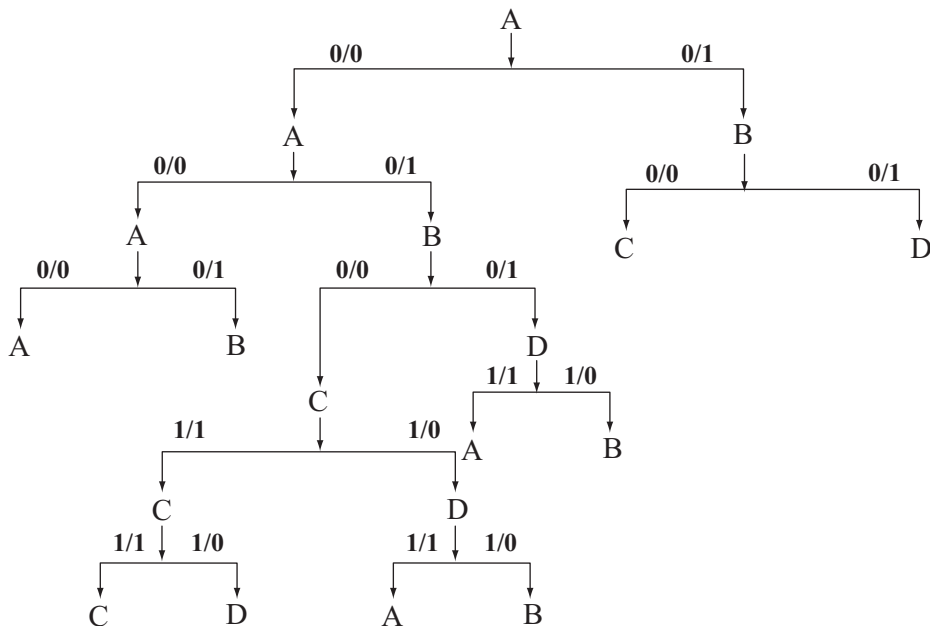 A
0/0 0/1
A B
0/0 0/1 0/0 0/1
A B C D
0/0 0/1 0/0 0/1
A B D
1/1 1/0
C
1/1 1/0 A B
C D
1/1 1/0 1/1 1/0
C D A B